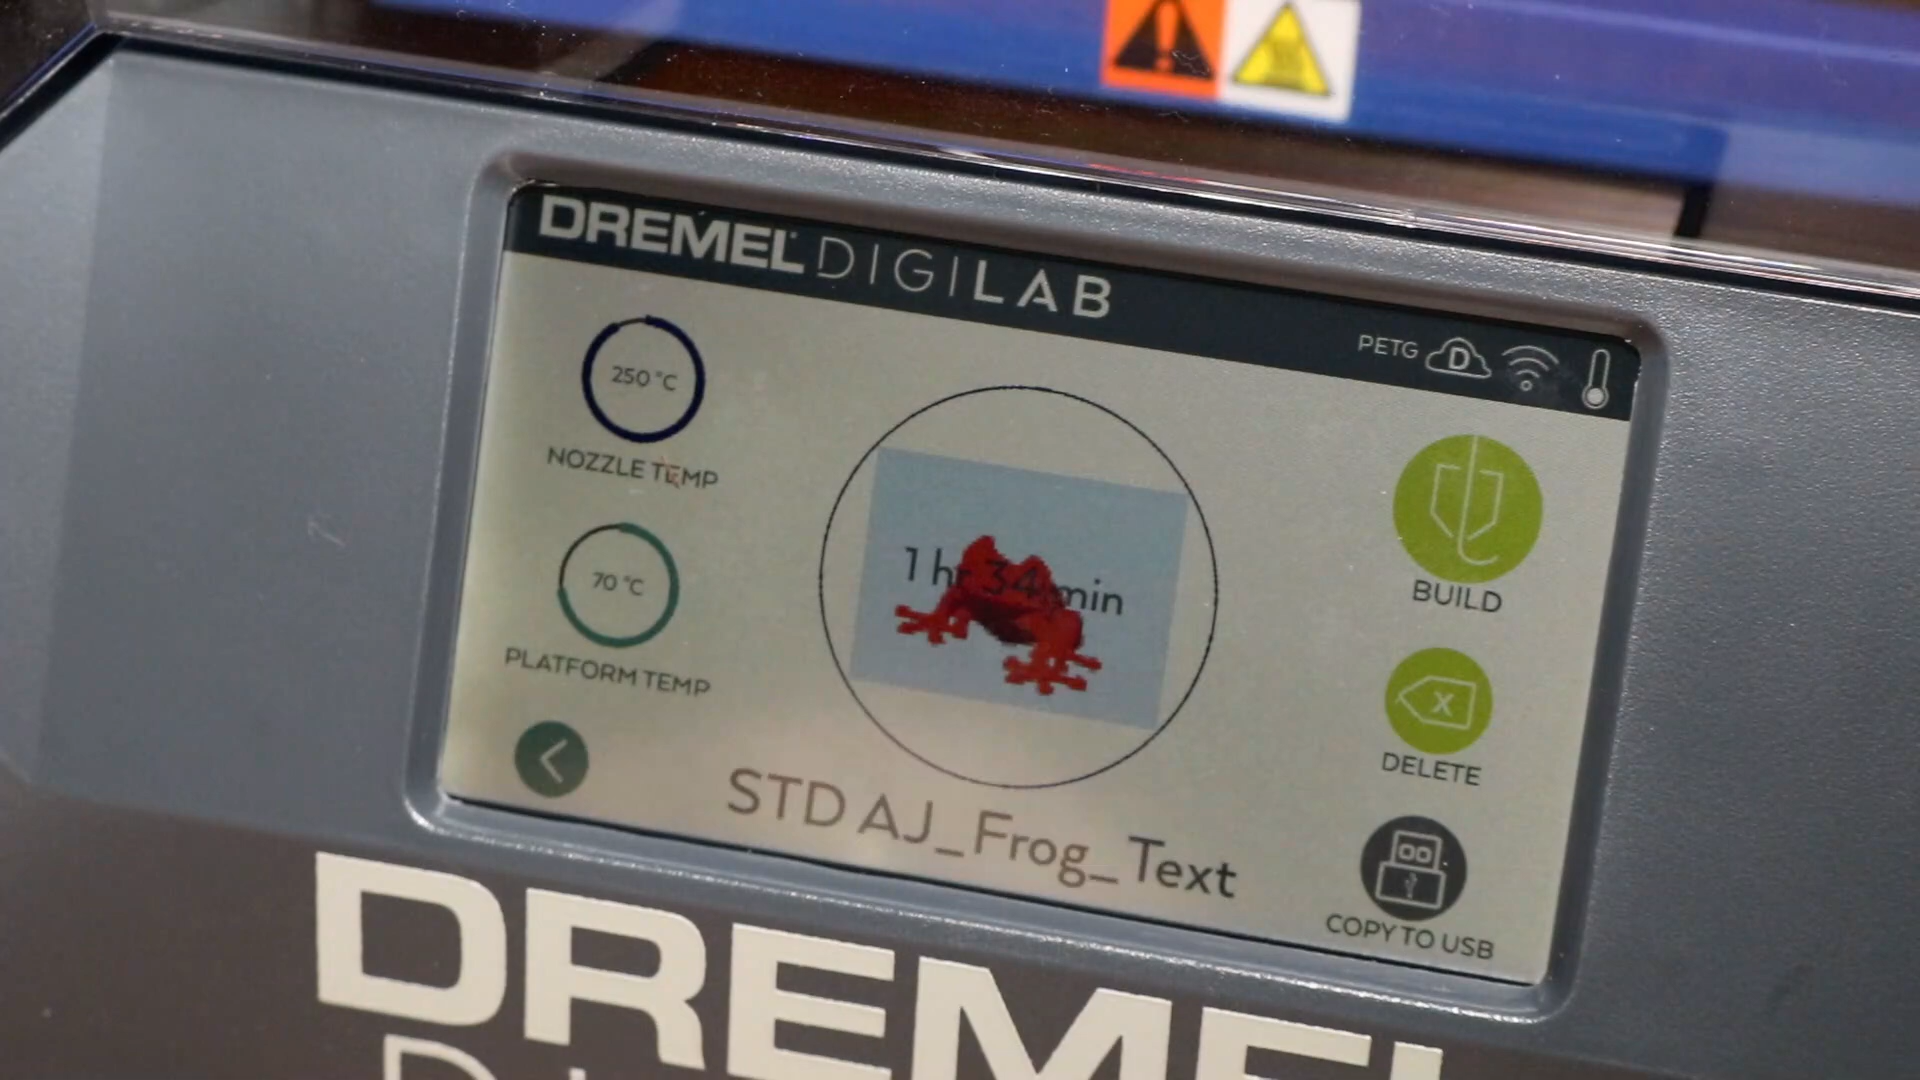 DREMEL DIGILAB
PETG
D
250 °C
NOZZLE TEMP
70 °C
PLATFORM TEMP
1 hr 34 min
BUILD
X
DELETE
STD AJ_Frog_Text
COPY TO USB
DREMEL